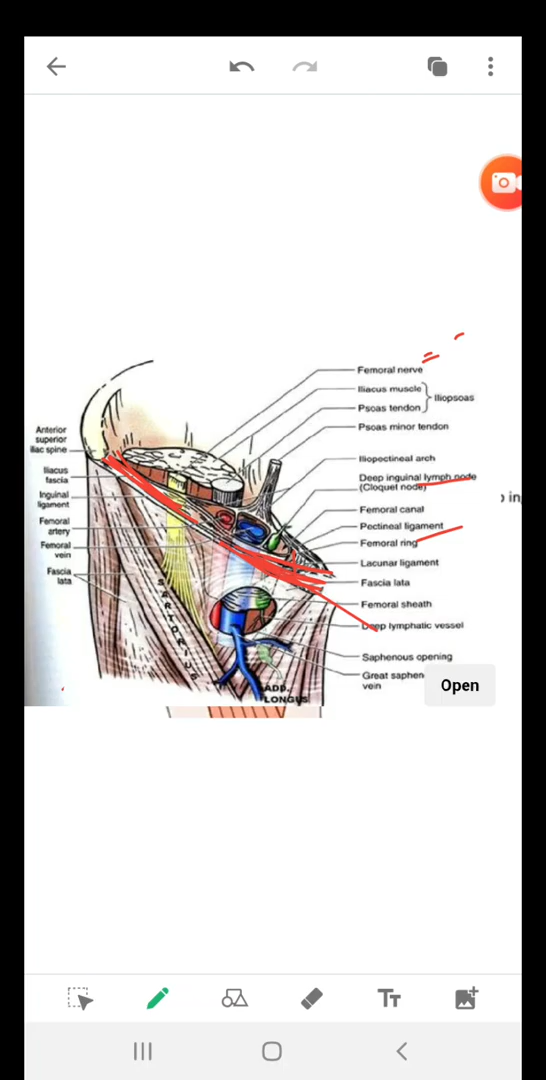 Femoral nerve
Iliacus muscle
Iliopsoas
Psoas tendon
Psoas minor tendon
Anterior
superior
iliac spine
Iliopectineal arch
Iliacus
fascia
Deep inguinal lymph node
(Cloquet node)
Inguinal
ligament
Femoral canal
Femoral
artery
Pectineal ligament
Femoral ring
Femoral
vein
Lacunar ligament
Fascia
lata
Fascia lata
Femoral sheath
Deep lymphatic vessel
SARTORIUS
Saphenous opening
Great saphen
vein
Open
ADD.
LONGUS
in
Tт